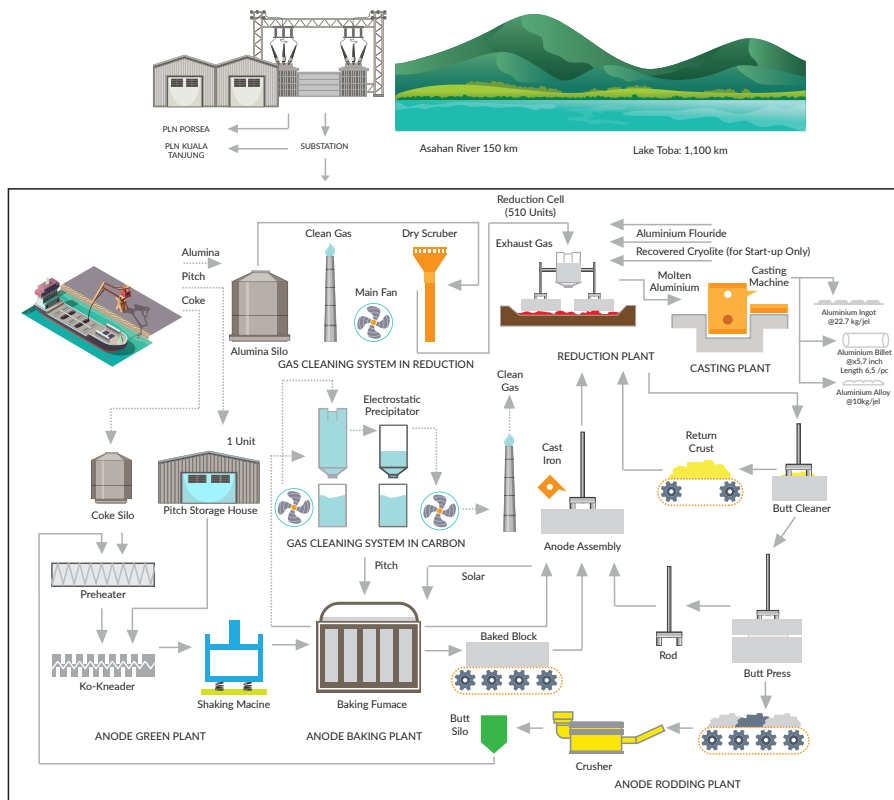 PLN PORSEA
PLN KUALA
TANJUNG
SUBSTATION
Asahan River 150 km
Lake Toba: 1,100 km
Alumina
Pitch
Coke
Alumina Silo
Clean Gas
Main Fan
Dry Scruber
GAS CLEANING SYSTEM IN REDUCTION
Reduction Cell
(510 Units)
Exhaust Gas
Aluminium Flouride
Recovered Cryolite (for Start-up Only)
Molten
Aluminium
Casting
Machine
REDUCTION PLANT
CASTING PLANT
Aluminium Ingot
@22.7 kg/jel
Aluminium Billet
@x5,7 inch
Length 6,5 /pc
Aluminium Alloy
@10kg/jel
Coke Silo
1 Unit
Pitch Storage House
Electrostatic
Precipitator
Clean
Gas
GAS CLEANING SYSTEM IN CARBON
Cast
Iron
Anode Assembly
Return
Crust
Butt Cleaner
Preheater
Ko-Kneader
Shaking Macine
Pitch
Solar
Baking Fumace
Baked Block
Rod
Butt Press
ANODE GREEN PLANT
ANODE BAKING PLANT
Butt
Silo
Crusher
ANODE RODDING PLANT